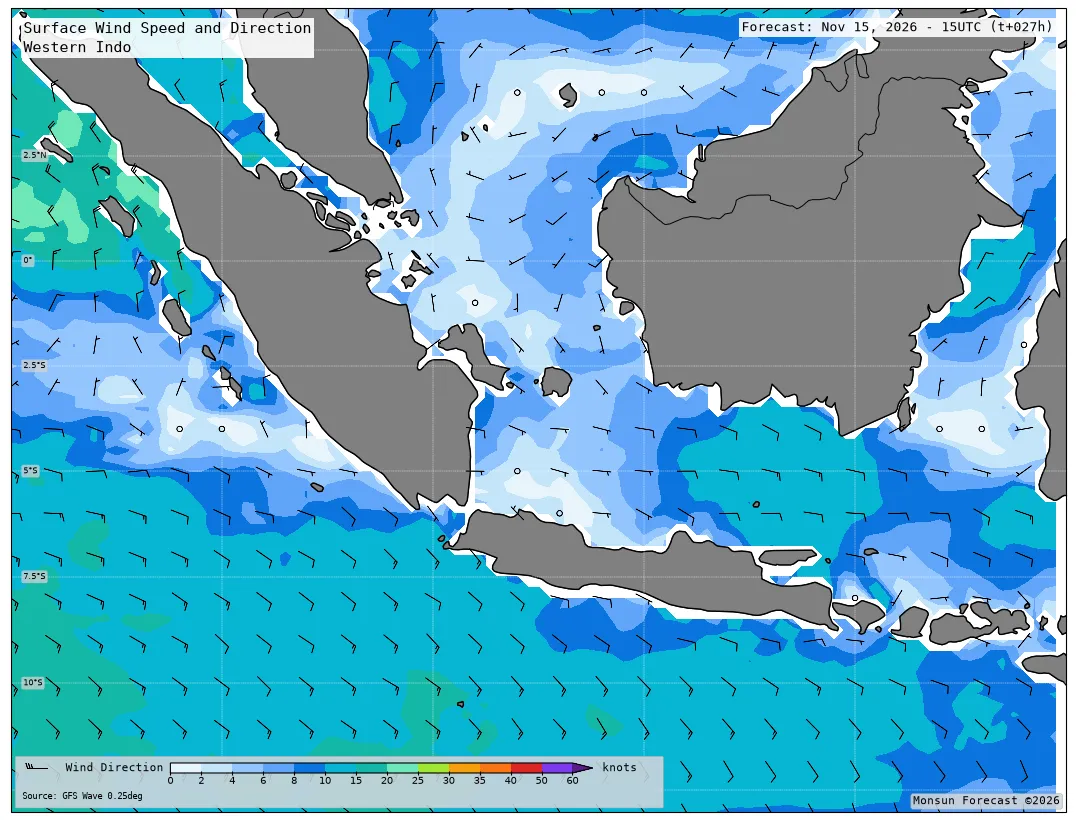 Surface Wind Speed and Direction
Western Indo
Forecast: Nov 15, 2026 - 15UTC (t+027h)
2.5°N
0°
2.5°S
5°S
7.5°S
10°S
Wind Direction
0 2 4 6 8 10 15 20 25 30 35 40 50 60
knots
Source: GFS Wave 0.25deg
Monsun Forecast ©2026